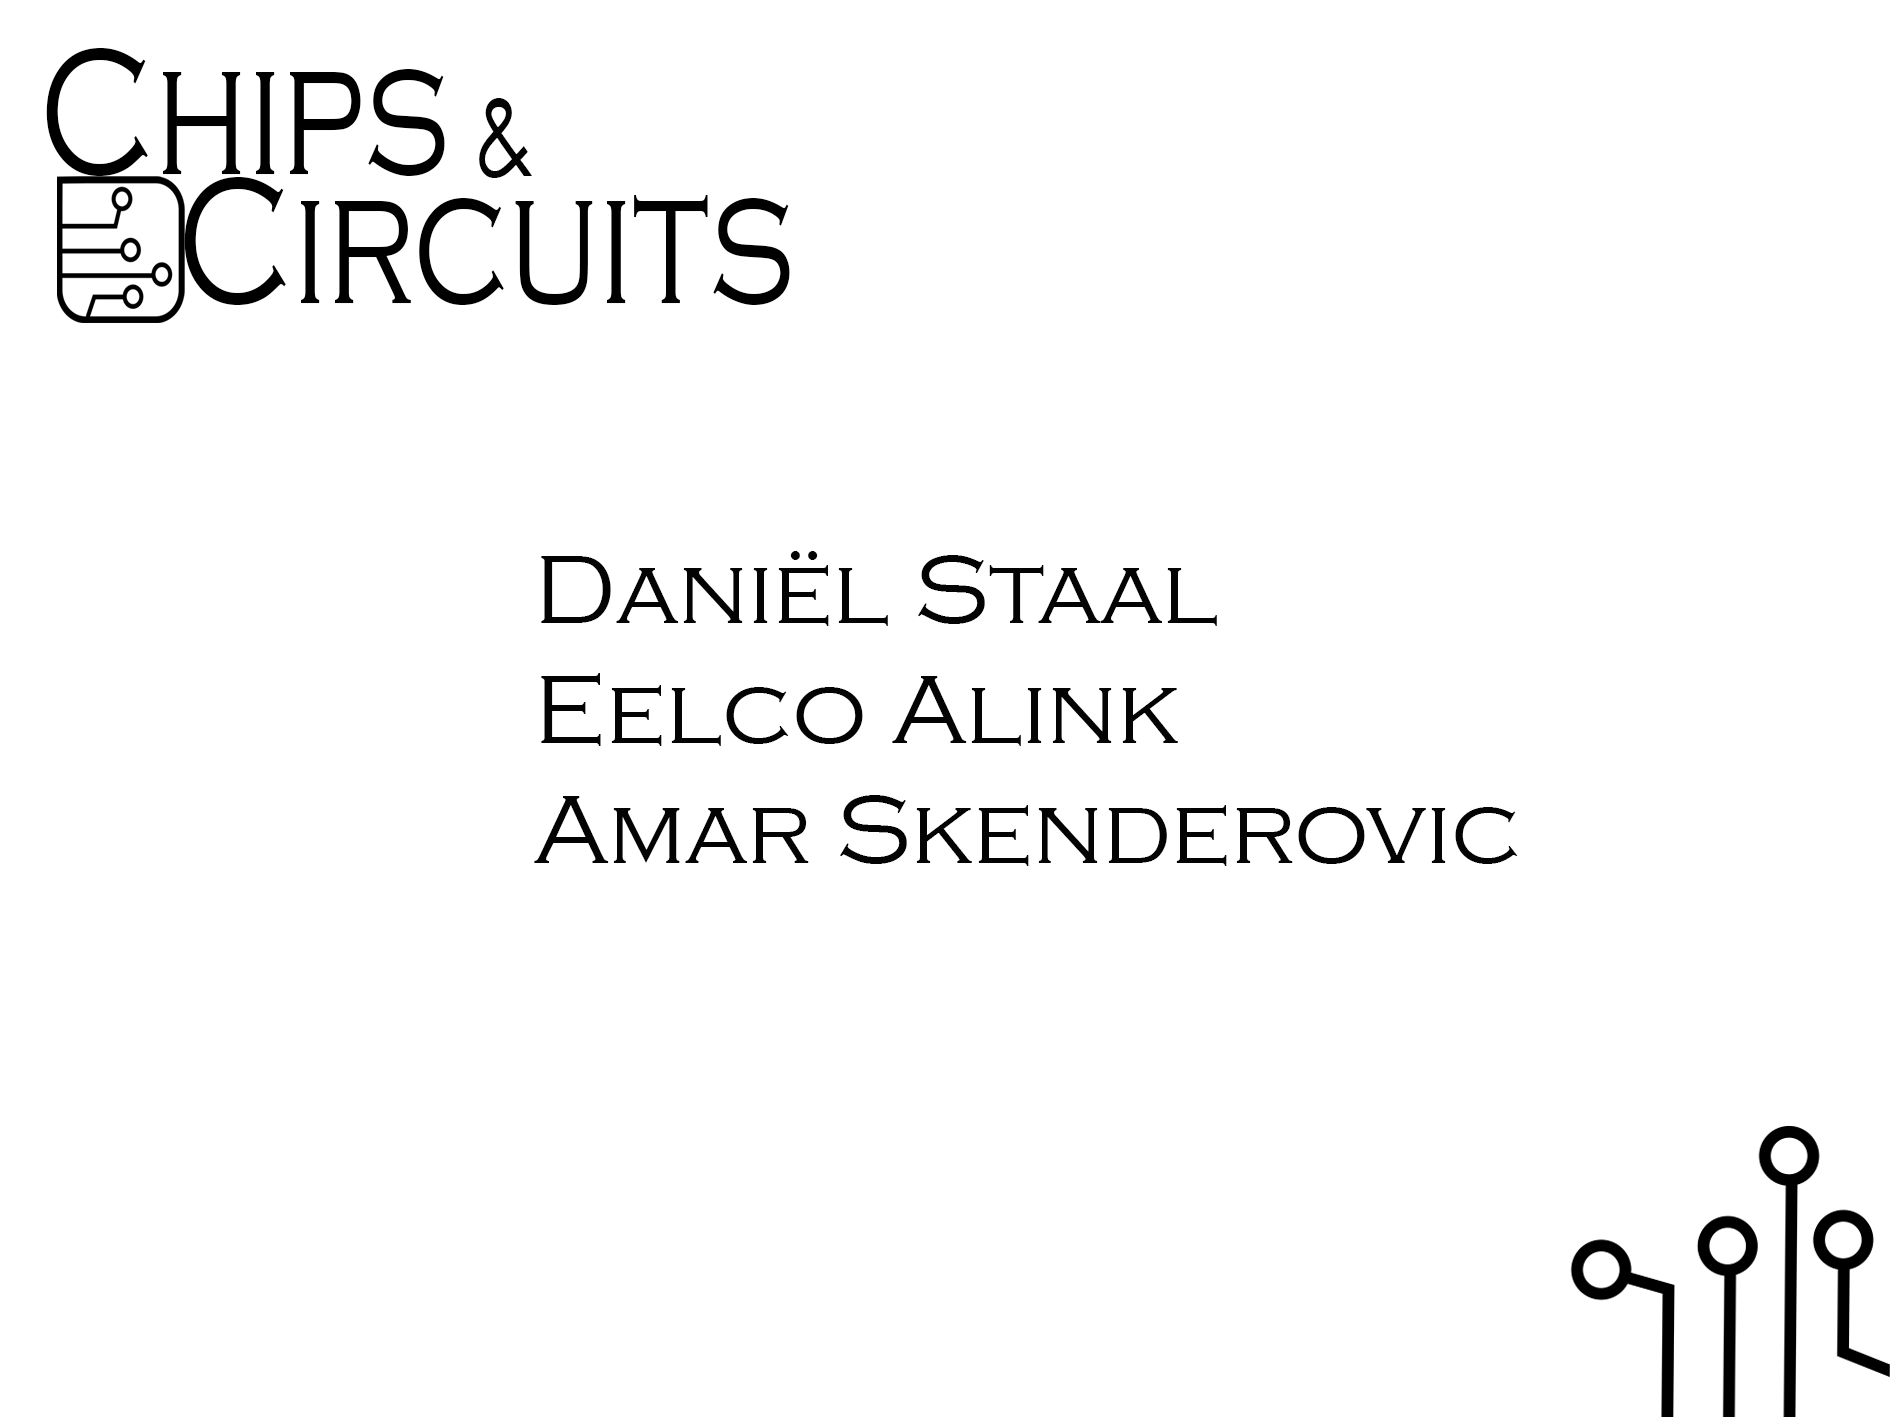 Chips &
Circuits
Daniël Staal
Eelco Alink
Amar Skenderovic